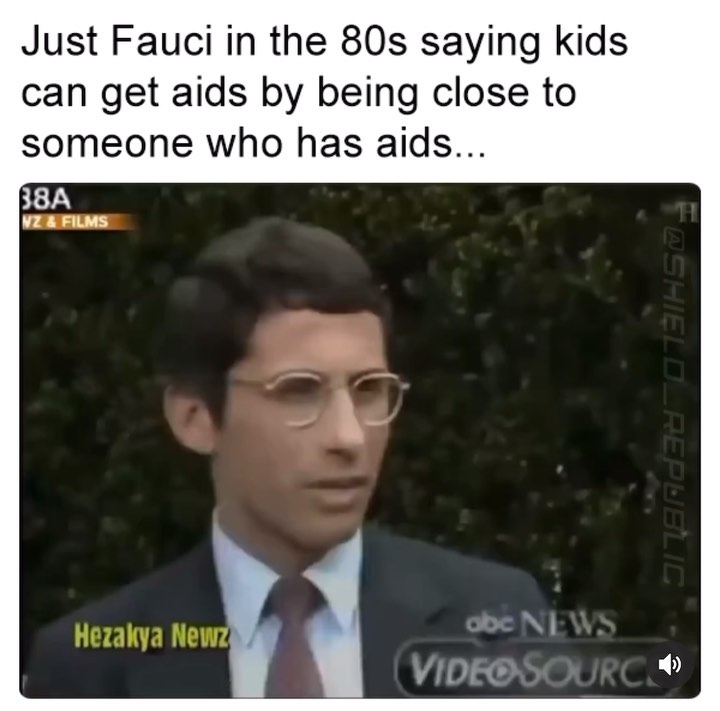 Just Fauci in the 80s saying kids
can get aids by being close to
someone who has aids...
38A
NZ & FILMS
H
@SHIELD_REPUBLIC
abc NEWS
Hezakya Newz
VIDEOSOURC